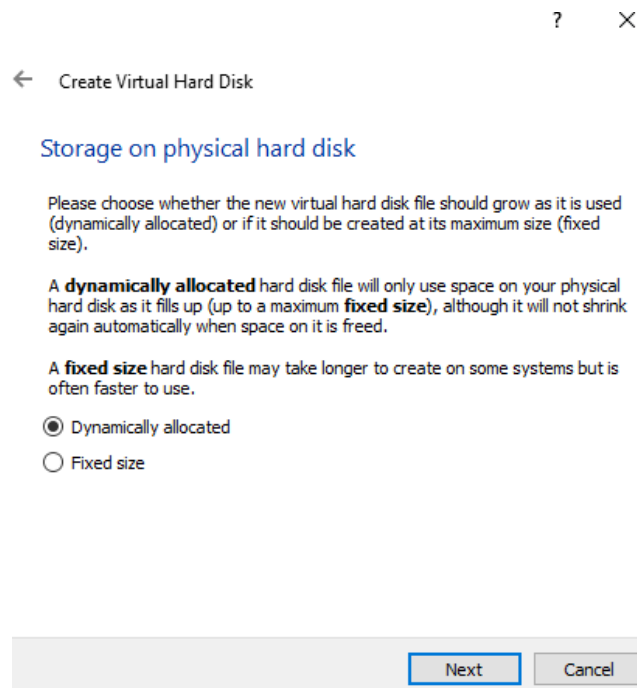 ?
Create Virtual Hard Disk
Storage on physical hard disk
Please choose whether the new virtual hard disk file should grow as it is used
(dynamically allocated) or if it should be created at its maximum size (fixed
size).
A dynamically allocated hard disk file will only use space on your physical
hard disk as it fills up (up to a maximum fixed size), although it will not shrink
again automatically when space on it is freed.
A fixed size hard disk file may take longer to create on some systems but is
often faster to use.
Dynamically allocated
Fixed size
Next Cancel